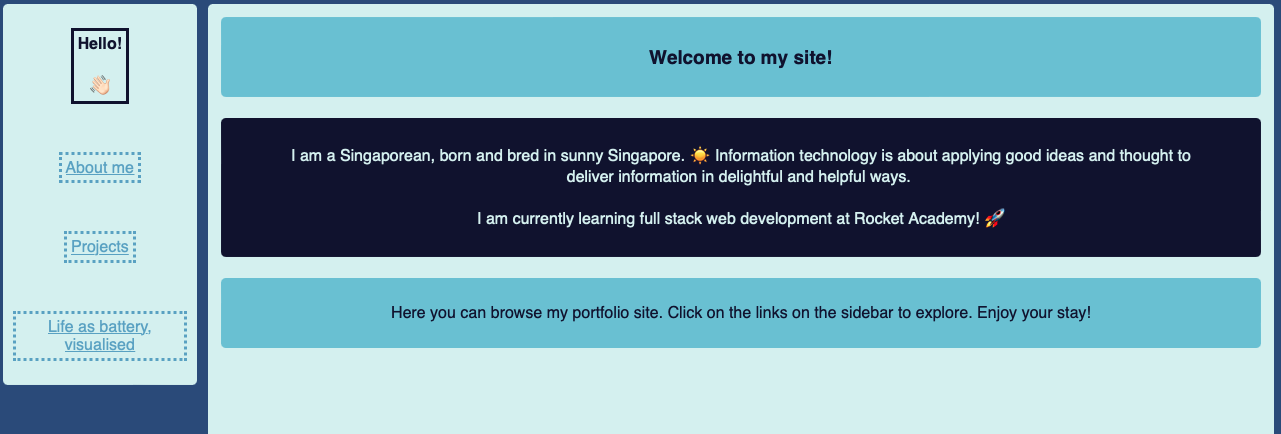 Hello!
👋🏻
About me
Projects
Life as battery,
visualised
Welcome to my site!
I am a Singaporean, born and bred in sunny Singapore. ☀️ Information technology is about applying good ideas and thought to
deliver information in delightful and helpful ways.
I am currently learning full stack web development at Rocket Academy! 🚀
Here you can browse my portfolio site. Click on the links on the sidebar to explore. Enjoy your stay!